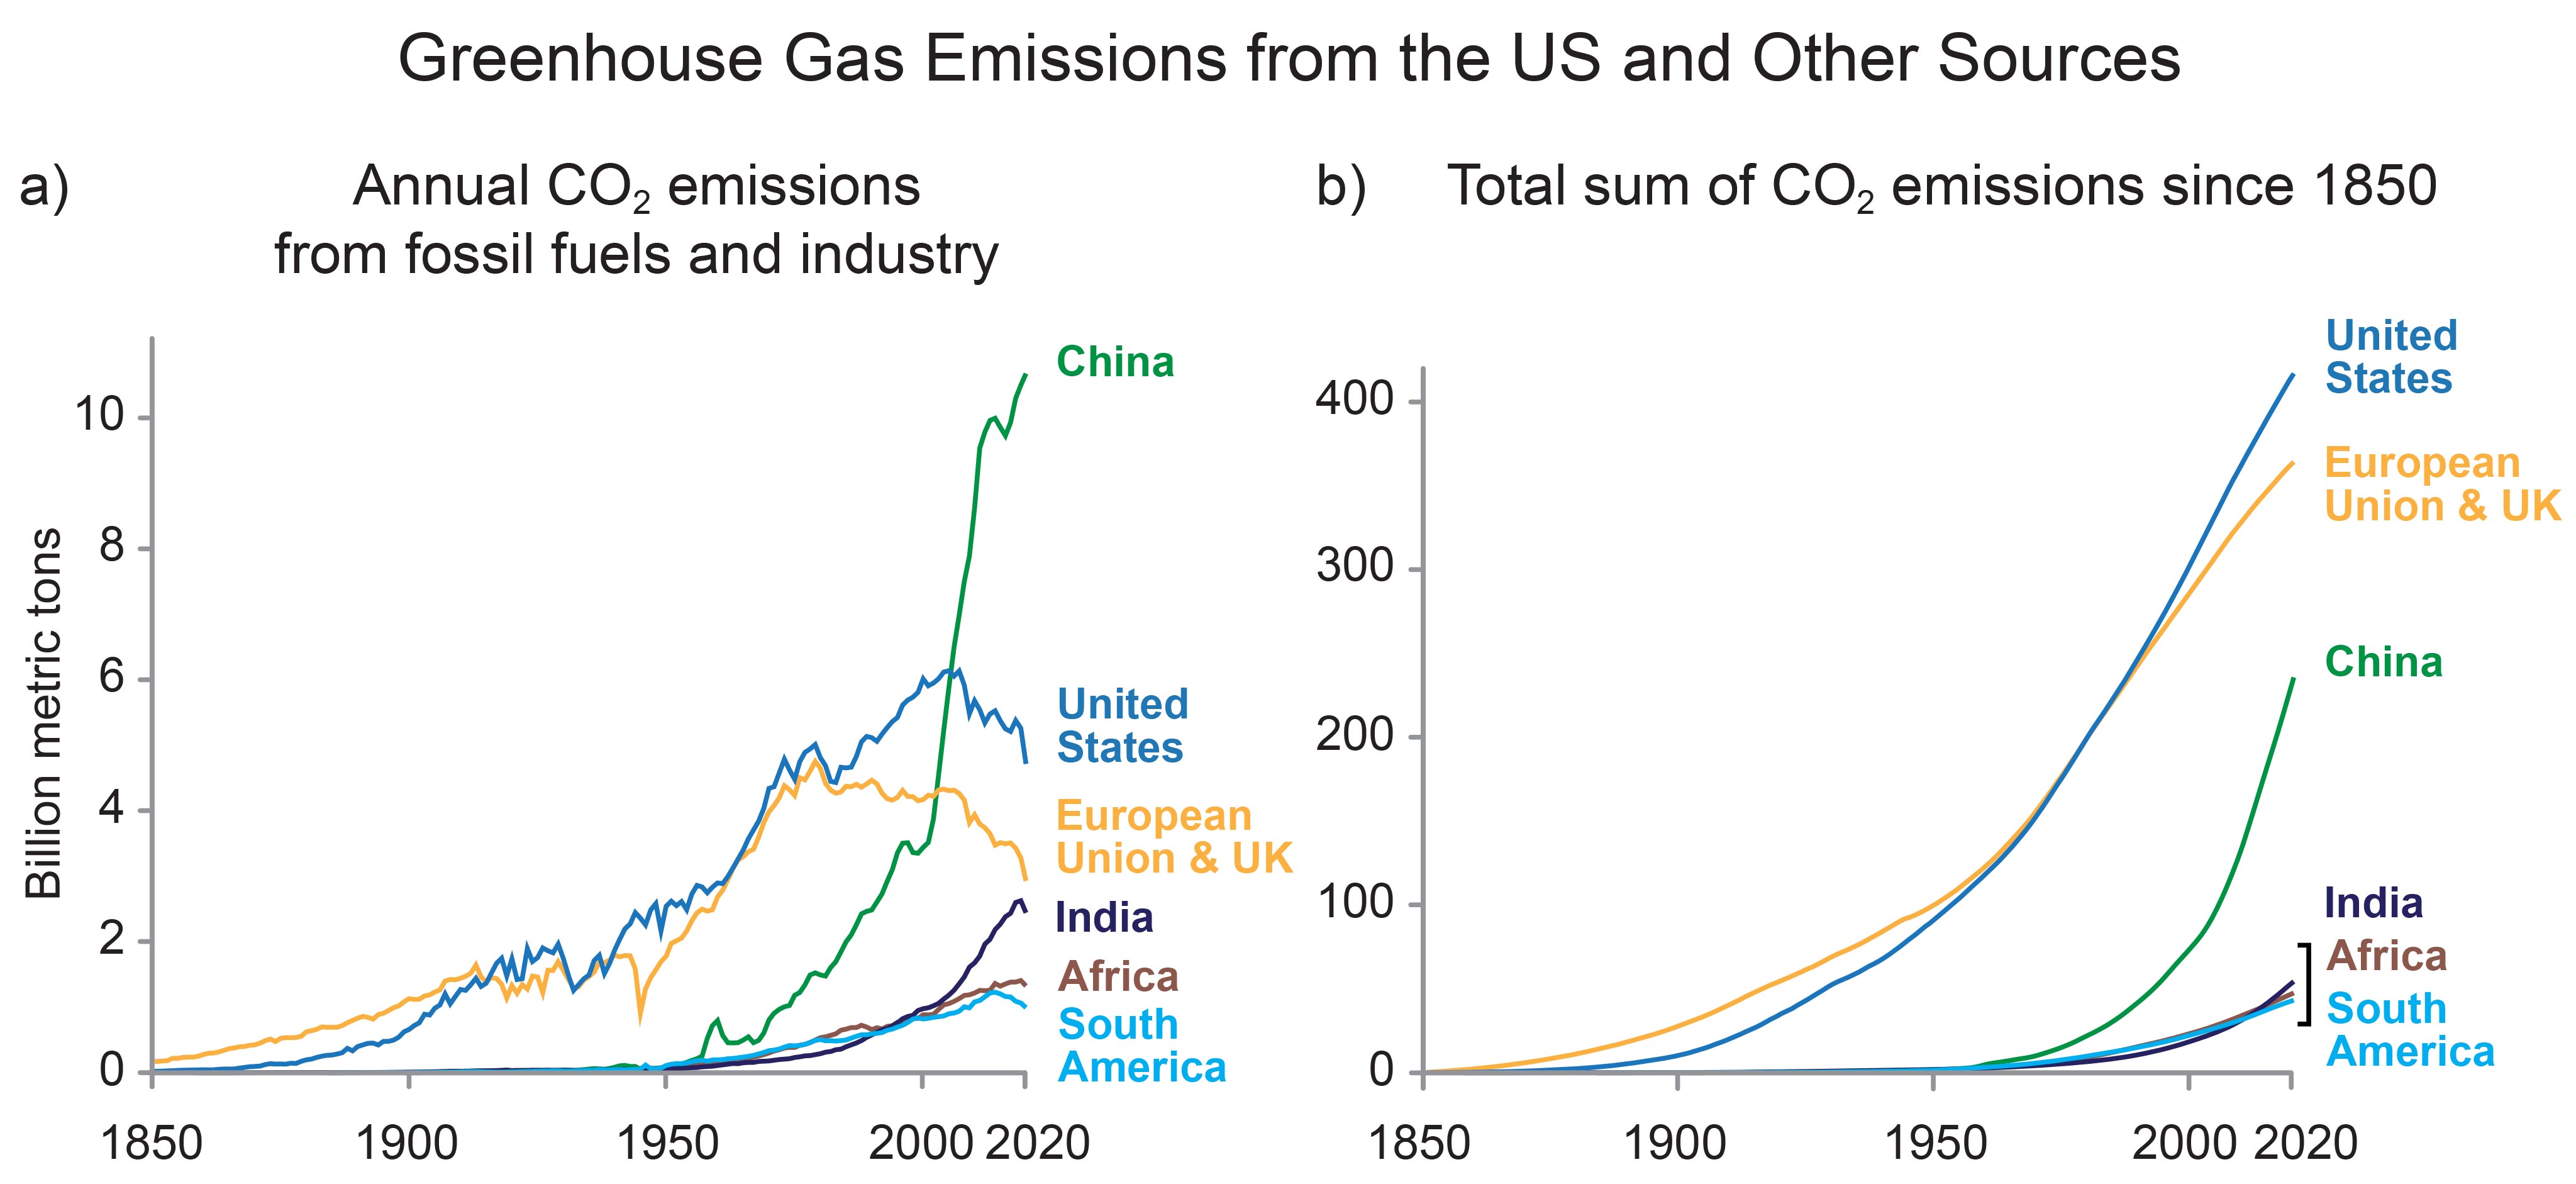 Greenhouse Gas Emissions from the US and Other Sources
a)
Annual CO₂ emissions
from fossil fuels and industry
Billion metric tons
10
8
6
4
2
0
1850
1900
1950
2000
2020
China
United
States
European
Union & UK
India
Africa
South
America
b)
Total sum of CO₂ emissions since 1850
400
300
200
100
0
1850
1900
1950
2000
2020
United
States
European
Union & UK
China
India
Africa
South
America